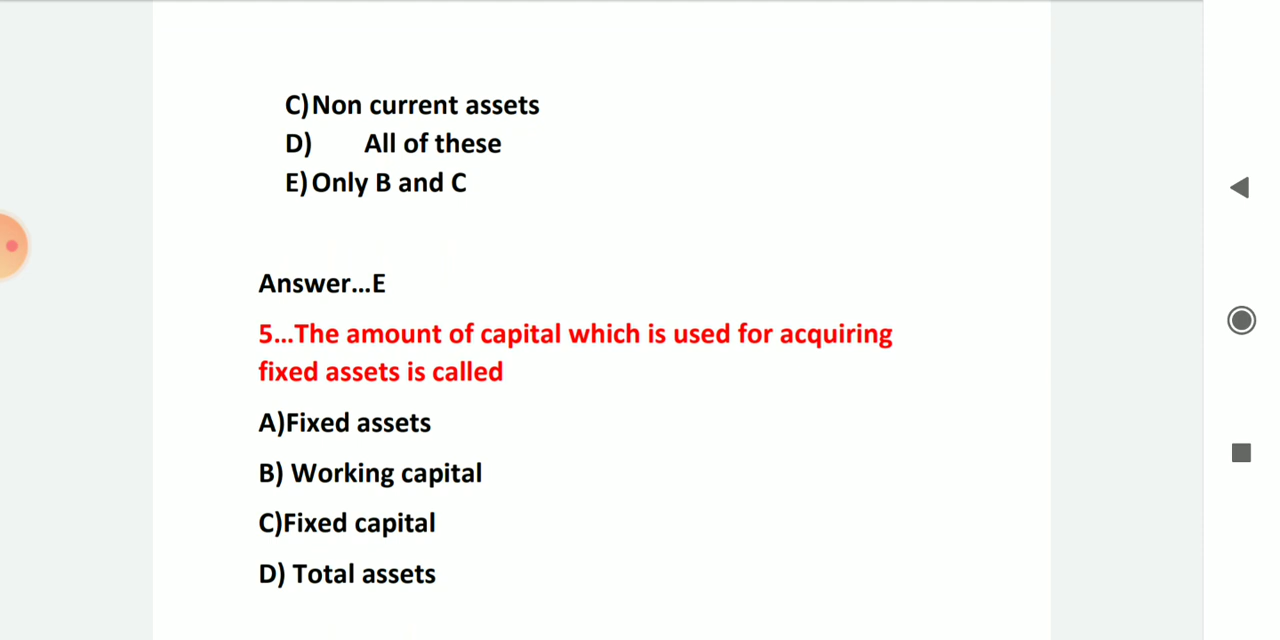 C)Non current assets
D) All of these
E)Only B and C
Answer...E
5...The amount of capital which is used for acquiring
fixed assets is called
A)Fixed assets
B) Working capital
C)Fixed capital
D) Total assets